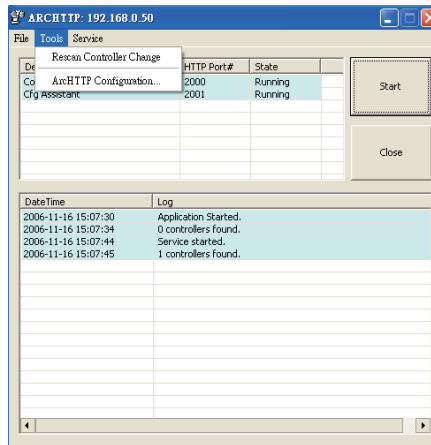 ARCHTTP: 192.168.0.50
File Tools Service
Rescan Controller Change
ArcHTTP Configuration...
De HTTP Port# State
Co 2000 Running
Cfg Assistant 2001 Running
Start
Close
DateTime Log
2006-11-16 15:07:30 Application Started.
2006-11-16 15:07:34 0 controllers found.
2006-11-16 15:07:44 Service started.
2006-11-16 15:07:45 1 controllers found.